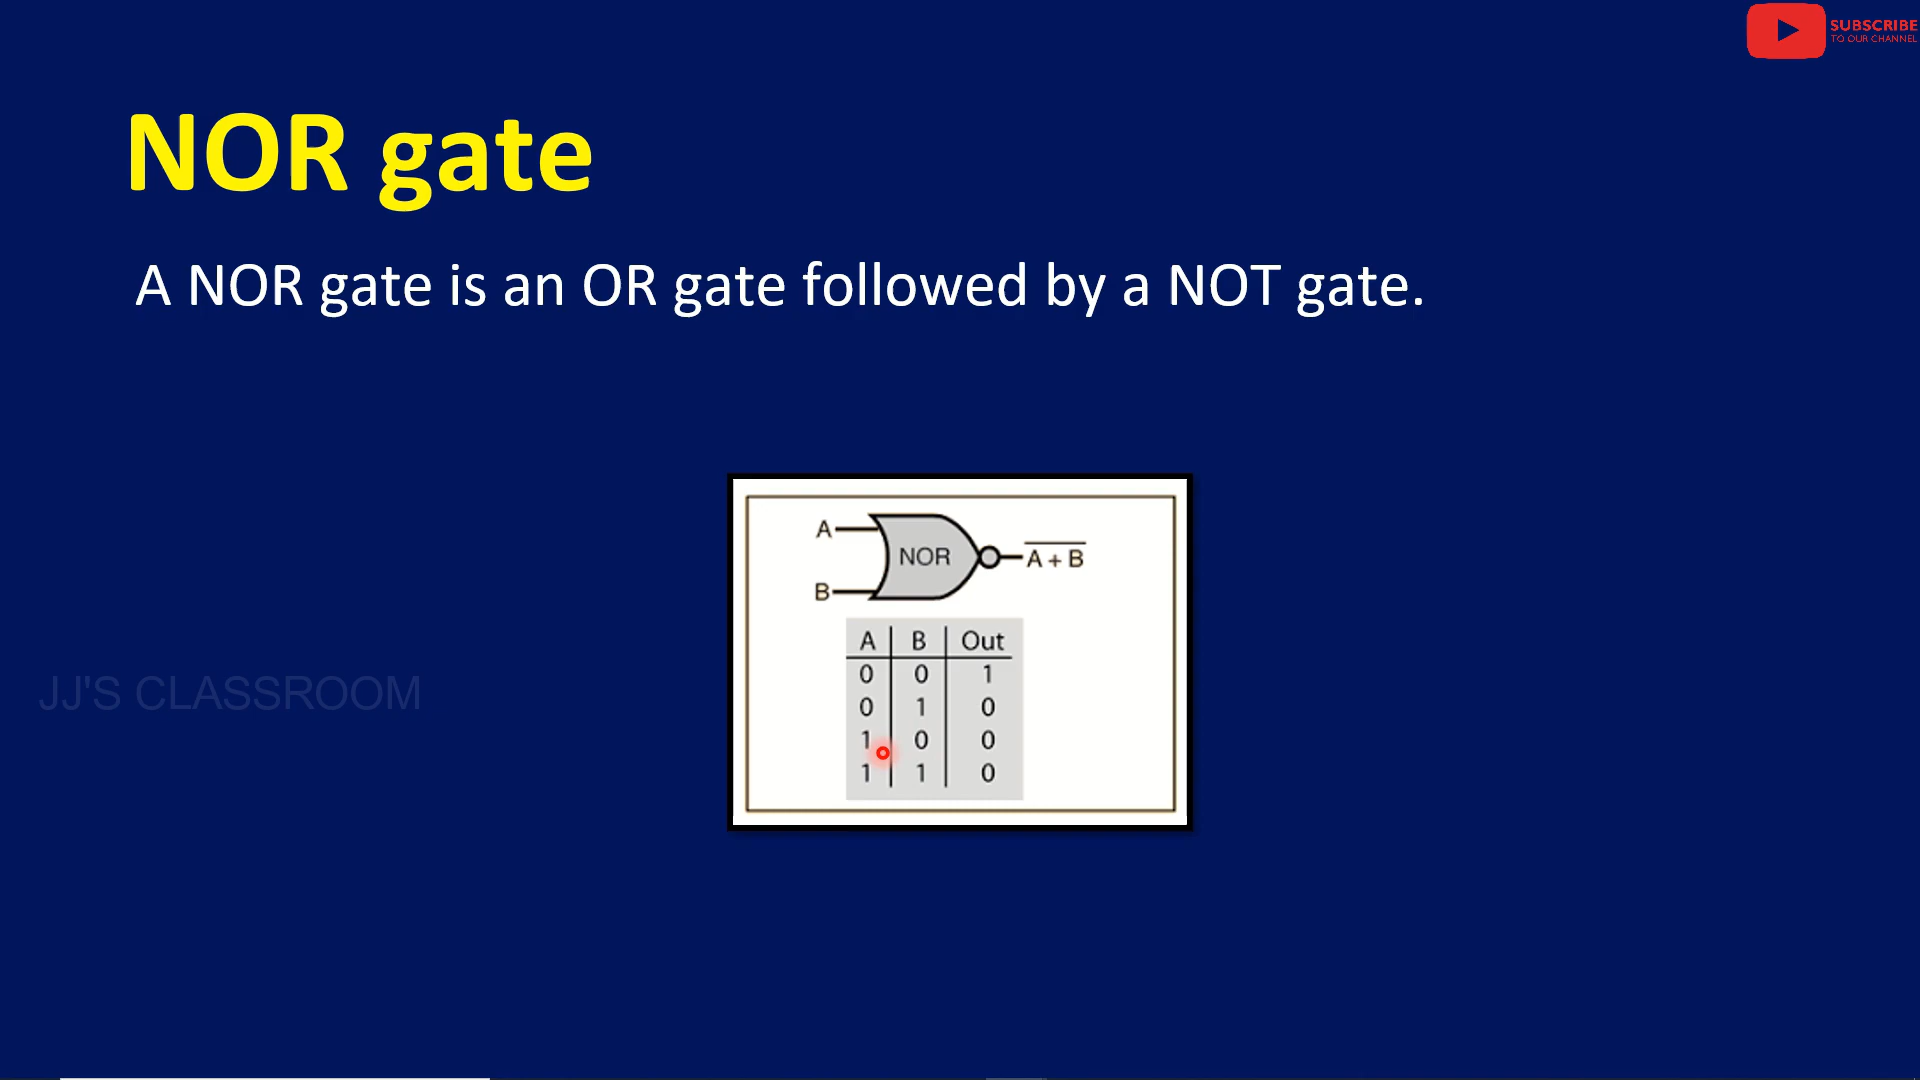 SUBSCRIBE
TO OUR CHANNEL
NOR gate
A NOR gate is an OR gate followed by a NOT gate.
A
NOR
A + B
B
A B Out
0 0 1
0 1 0
1 0 0
1 1 0
JJ'S CLASSROOM